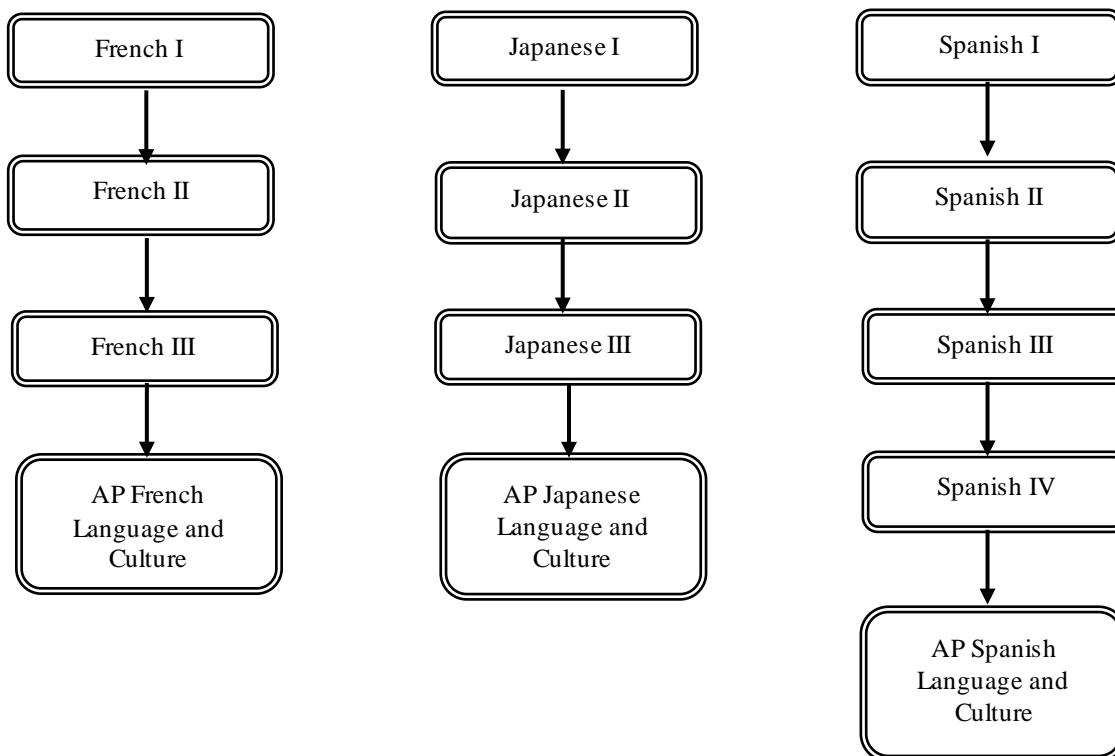 French I
French II
French III
AP French
Language and
Culture
Japanese I
Japanese II
Japanese III
AP Japanese
Language and
Culture
Spanish I
Spanish II
Spanish III
Spanish IV
AP Spanish
Language and
Culture